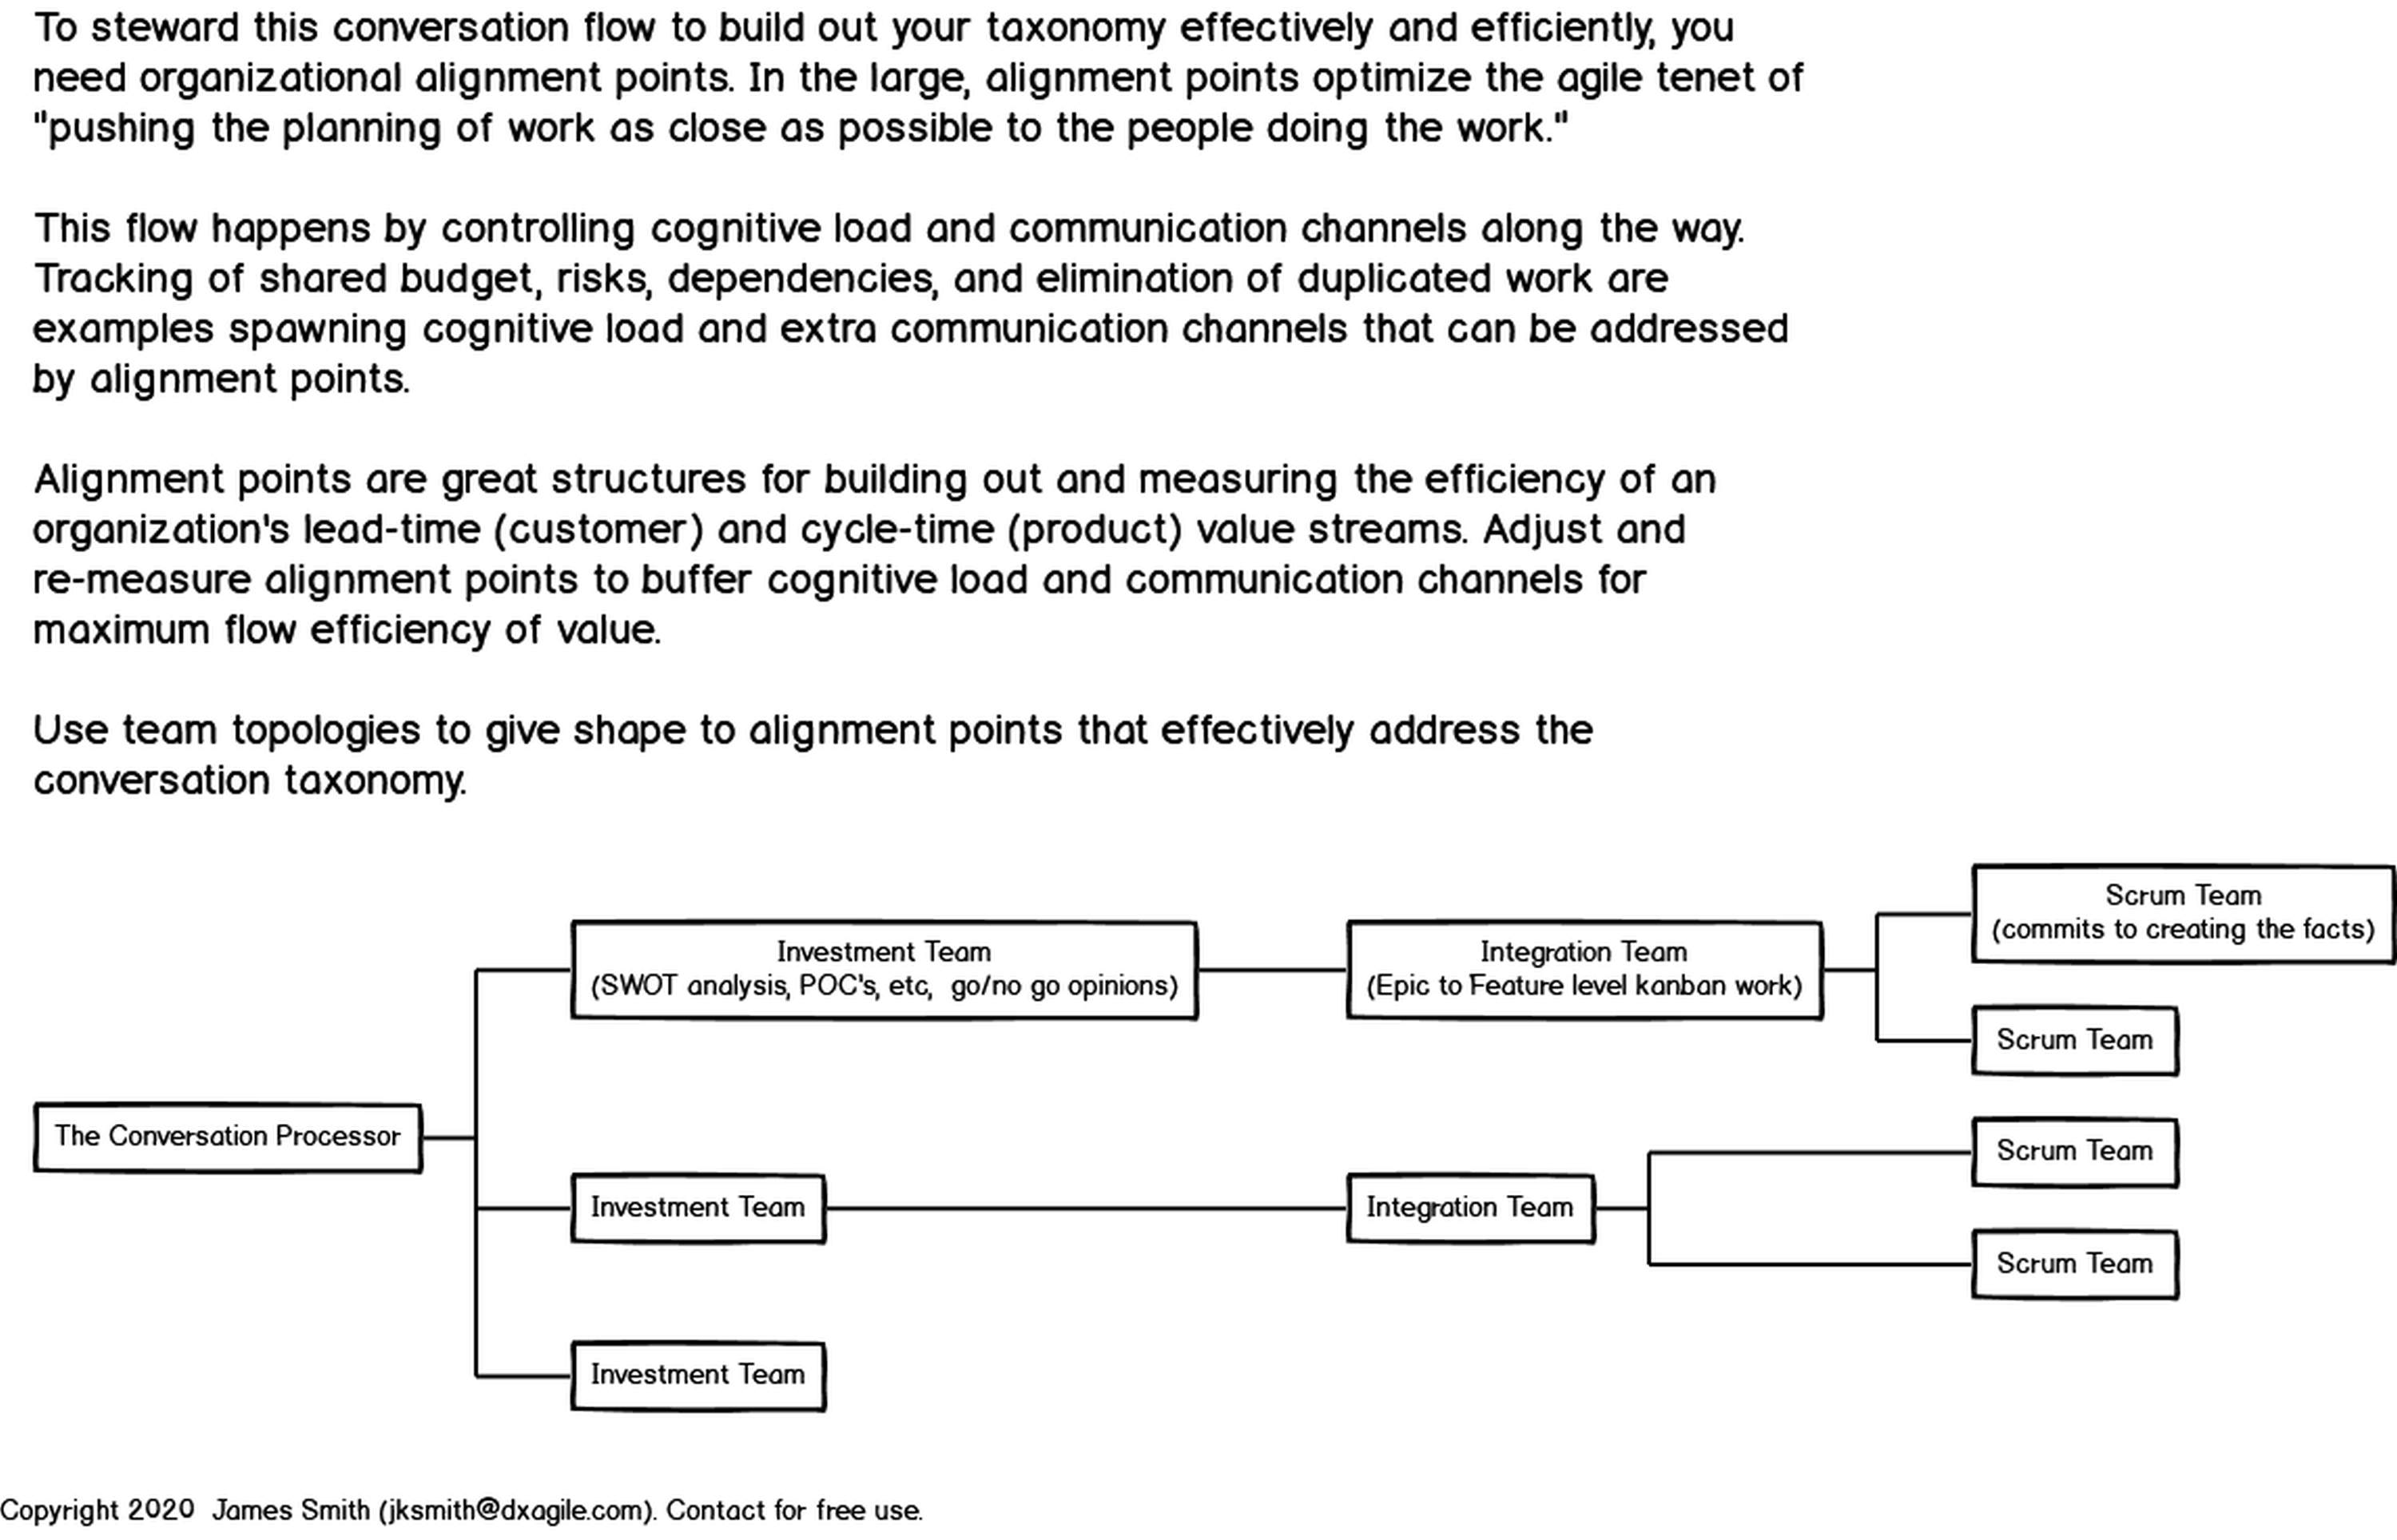 To steward this conversation flow to build out your taxonomy effectively and efficiently, you
need organizational alignment points. In the large, alignment points optimize the agile tenet of
"pushing the planning of work as close as possible to the people doing the work."
This flow happens by controlling cognitive load and communication channels along the way.
Tracking of shared budget, risks, dependencies, and elimination of duplicated work are
examples spawning cognitive load and extra communication channels that can be addressed
by alignment points.
Alignment points are great structures for building out and measuring the efficiency of an
organization's lead-time (customer) and cycle-time (product) value streams. Adjust and
re-measure alignment points to buffer cognitive load and communication channels for
maximum flow efficiency of value.
Use team topologies to give shape to alignment points that effectively address the
conversation taxonomy.
The Conversation Processor
Investment Team
(SWOT analysis, POC's, etc,  go/no go opinions)
Integration Team
(Epic to Feature level kanban work)
Scrum Team
(commits to creating the facts)
Scrum Team
Investment Team
Integration Team
Scrum Team
Scrum Team
Investment Team
Copyright 2020  James Smith (jksmith@dxagile.com). Contact for free use.